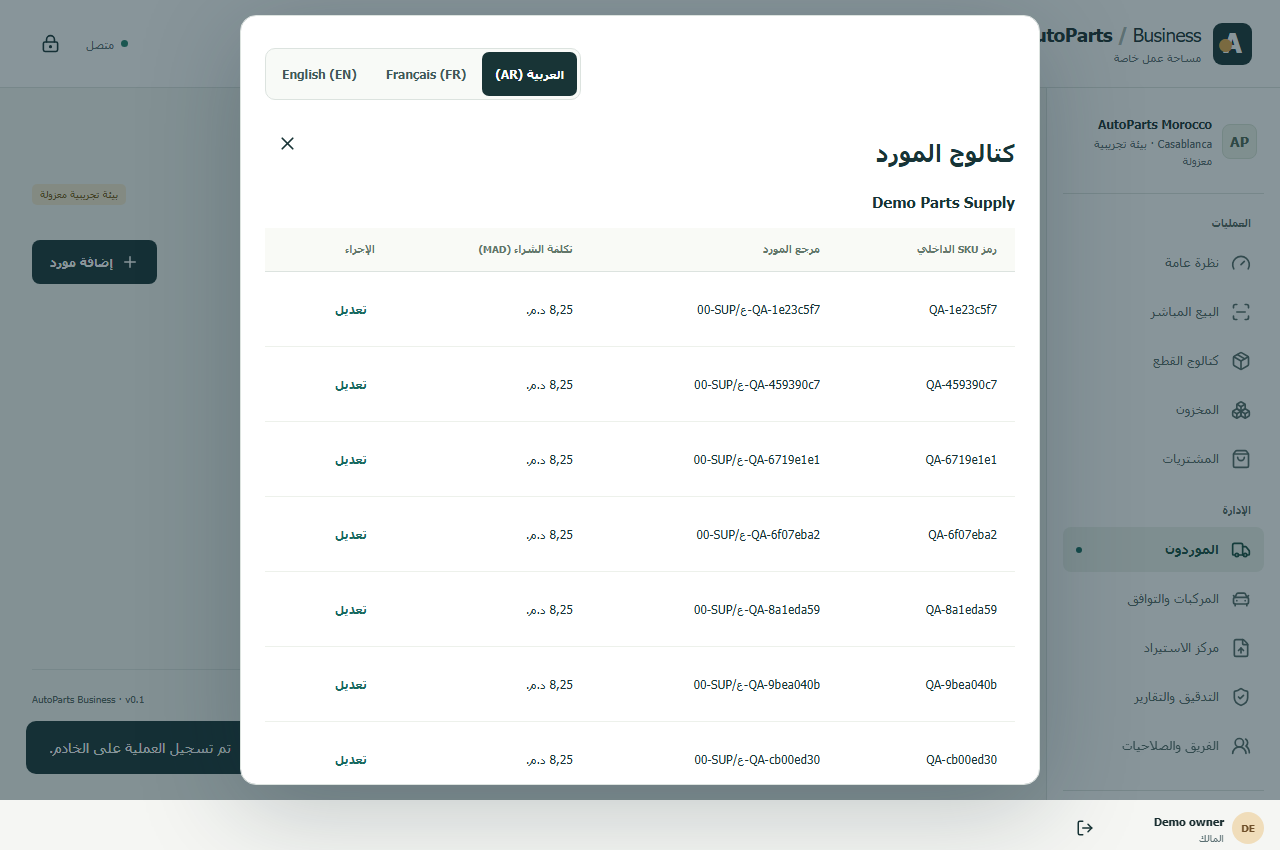 AutoParts / Business
مساحة عمل خاصة
متصل
العربية (AR)
Français (FR)
English (EN)
AP
AutoParts Morocco
Casablanca · بيئة تجريبية
معزولة
العمليات
نظرة عامة
البيع المباشر
كتالوج القطع
المخزون
المشتريات
الإدارة
الموردون
المركبات والتوافق
مركز الاستيراد
التدقيق والتقارير
الفريق والصلاحيات
DE
Demo owner
المالك
بيئة تجريبية معزولة
إضافة مورد
كتالوج المورد
Demo Parts Supply
رمز SKU الداخلي مرجع المورد تكلفة الشراء (MAD) الإجراء
QA-1e23c5f7 00-SUP/ع-QA-1e23c5f7 8,25 د.م. تعديل
QA-459390c7 00-SUP/ع-QA-459390c7 8,25 د.م. تعديل
QA-6719e1e1 00-SUP/ع-QA-6719e1e1 8,25 د.م. تعديل
QA-6f07eba2 00-SUP/ع-QA-6f07eba2 8,25 د.م. تعديل
QA-8a1eda59 00-SUP/ع-QA-8a1eda59 8,25 د.م. تعديل
QA-9bea040b 00-SUP/ع-QA-9bea040b 8,25 د.م. تعديل
QA-cb00ed30 00-SUP/ع-QA-cb00ed30 8,25 د.م. تعديل
AutoParts Business · v0.1
تم تسجيل العملية على الخادم.